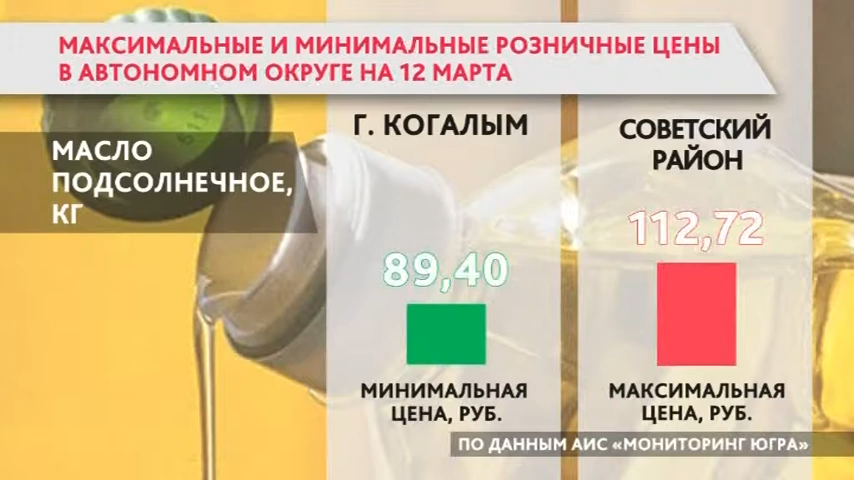 МАКСИМАЛЬНЫЕ И МИНИМАЛЬНЫЕ РОЗНИЧНЫЕ ЦЕНЫ
В АВТОНОМНОМ ОКРУГЕ НА 12 МАРТА
МАСЛО
ПОДСОЛНЕЧНОЕ,
КГ
Г. КОГАЛЫМ
89,40
МИНИМАЛЬНАЯ
ЦЕНА, РУБ.
СОВЕТСКИЙ
РАЙОН
112,72
МАКСИМАЛЬНАЯ
ЦЕНА, РУБ.
ПО ДАННЫМ АИС «МОНИТОРИНГ ЮГРА»